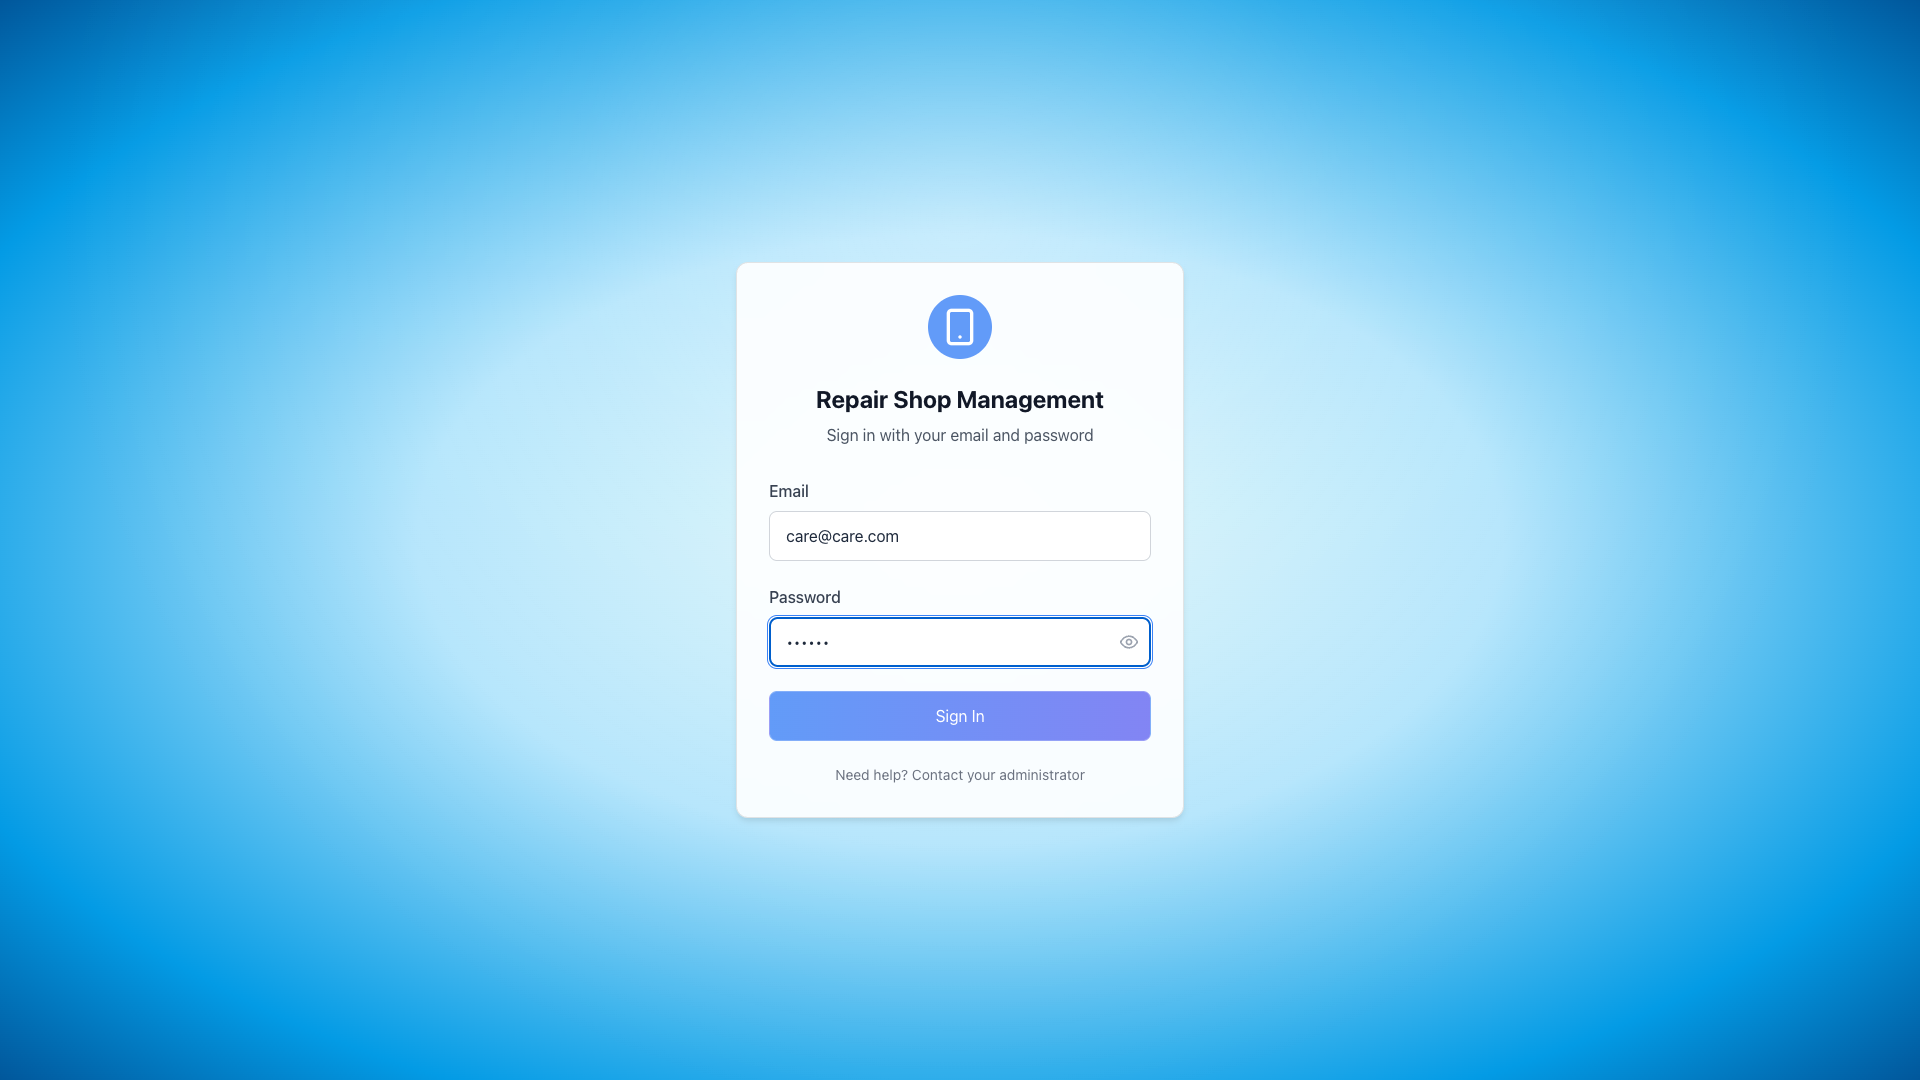 Repair Shop Management
Sign in with your email and password
Email
care@care.com
Password
••••••
Sign In
Need help? Contact your administrator